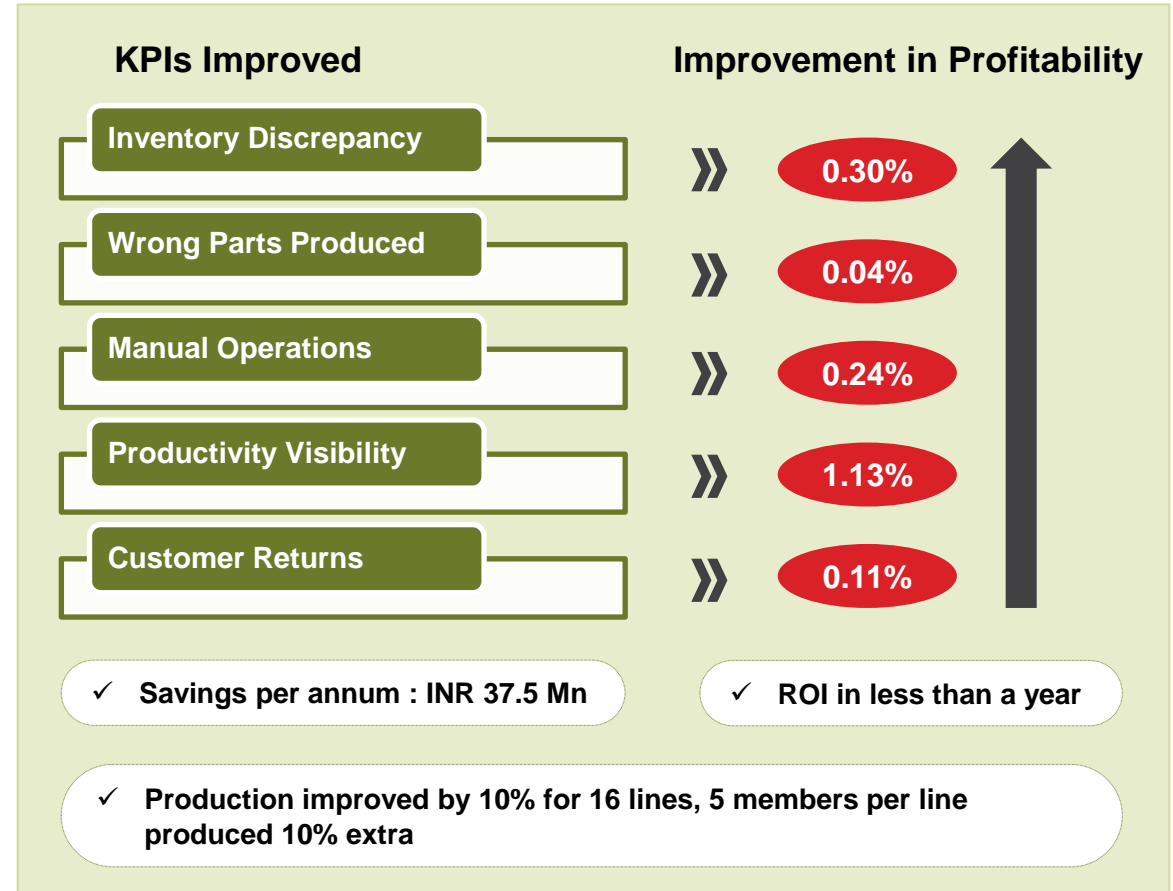 KPIs Improved
Improvement in Profitability
Inventory Discrepancy
0.30%
Wrong Parts Produced
0.04%
Manual Operations
0.24%
Productivity Visibility
1.13%
Customer Returns
0.11%
✓ Savings per annum : INR 37.5 Mn
✓ ROI in less than a year
✓ Production improved by 10% for 16 lines, 5 members per line
produced 10% extra